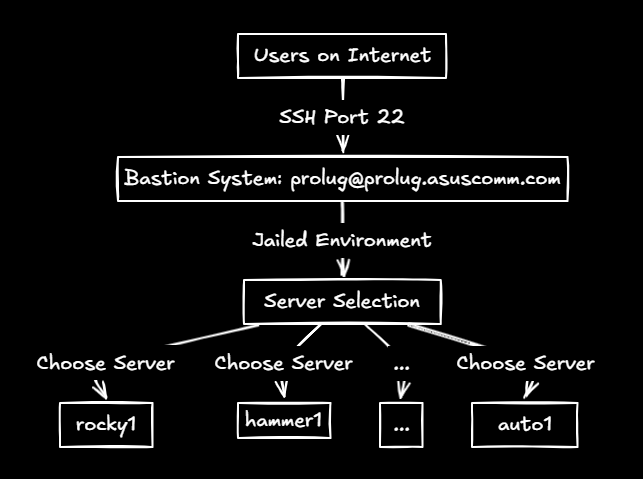 Users on Internet
SSH Port 22
Bastion System: prolug@prolug.asuscomm.com
Jailed Environment
Server Selection
Choose Server
Choose Server
...
Choose Server
rocky1
hammer1
...
auto1